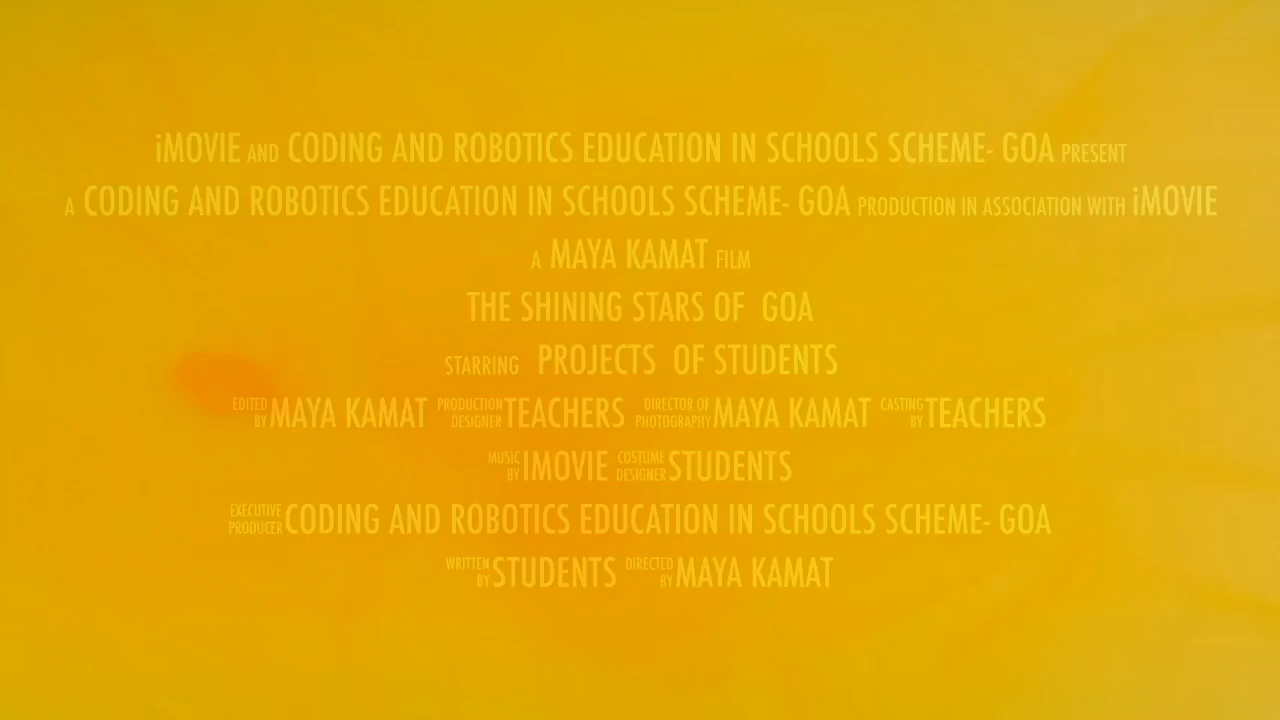 iMOVIE AND CODING AND ROBOTICS EDUCATION IN SCHOOLS SCHEME- GOA PRESENT
A CODING AND ROBOTICS EDUCATION IN SCHOOLS SCHEME- GOA PRODUCTION IN ASSOCIATION WITH iMOVIE
A MAYA KAMAT FILM
THE SHINING STARS OF GOA
STARRING PROJECTS OF STUDENTS
EDITED BY MAYA KAMAT PRODUCTION DESIGNER TEACHERS DIRECTOR OF PHOTOGRAPHY MAYA KAMAT CASTING BY TEACHERS
MUSIC BY IMOVIE COSTUME DESIGNER STUDENTS
EXECUTIVE PRODUCER CODING AND ROBOTICS EDUCATION IN SCHOOLS SCHEME- GOA
WRITTEN BY STUDENTS DIRECTED BY MAYA KAMAT